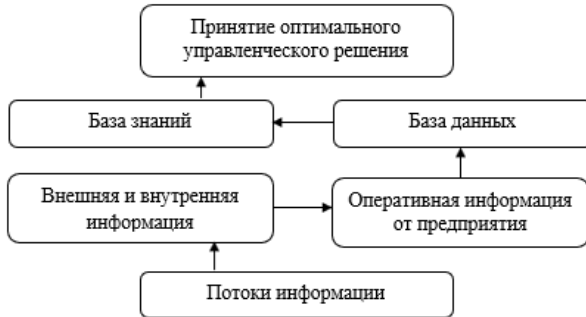 Принятие оптимального
управленческого решения
База знаний
База данных
Внешняя и внутренняя
информация
Оперативная информация
от предприятия
Потоки информации